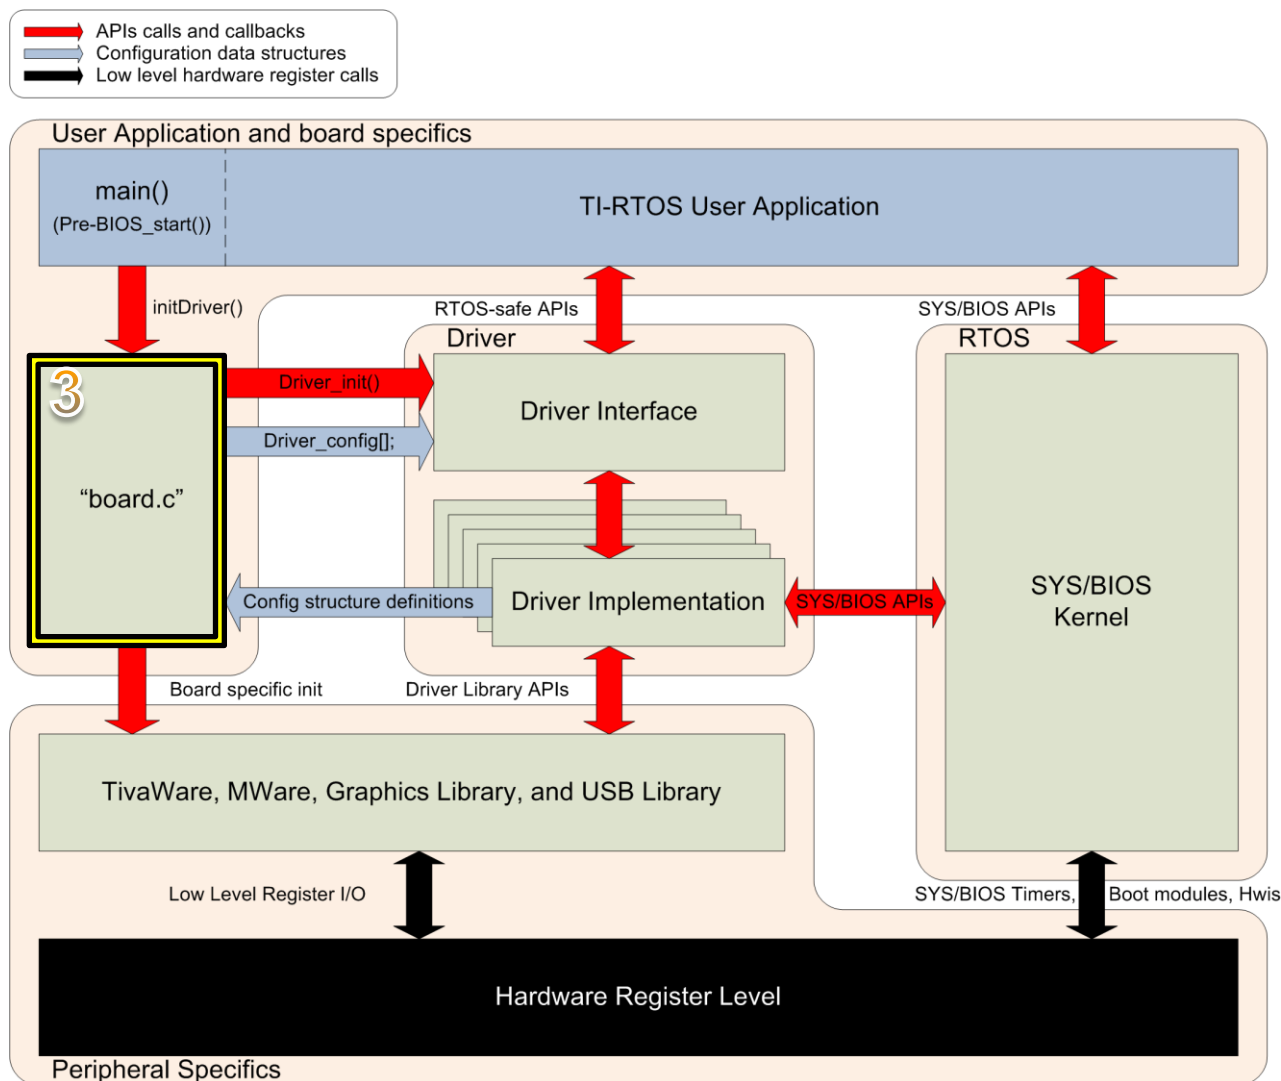 APIs calls and callbacks
Configuration data structures
Low level hardware register calls
User Application and board specifics
main()
(Pre-BIOS_start())
TI-RTOS User Application
initDriver()
RTOS-safe APIs
SYS/BIOS APIs
Driver
RTOS
3
Driver_init()
Driver Interface
Driver_config[];
“board.c”
Config structure definitions
Driver Implementation
SYS/BIOS APIs
SYS/BIOS
Kernel
Board specific init
Driver Library APIs
TivaWare, MWare, Graphics Library, and USB Library
Low Level Register I/O
SYS/BIOS Timers, Boot modules, Hwis
Hardware Register Level
Peripheral Specifics